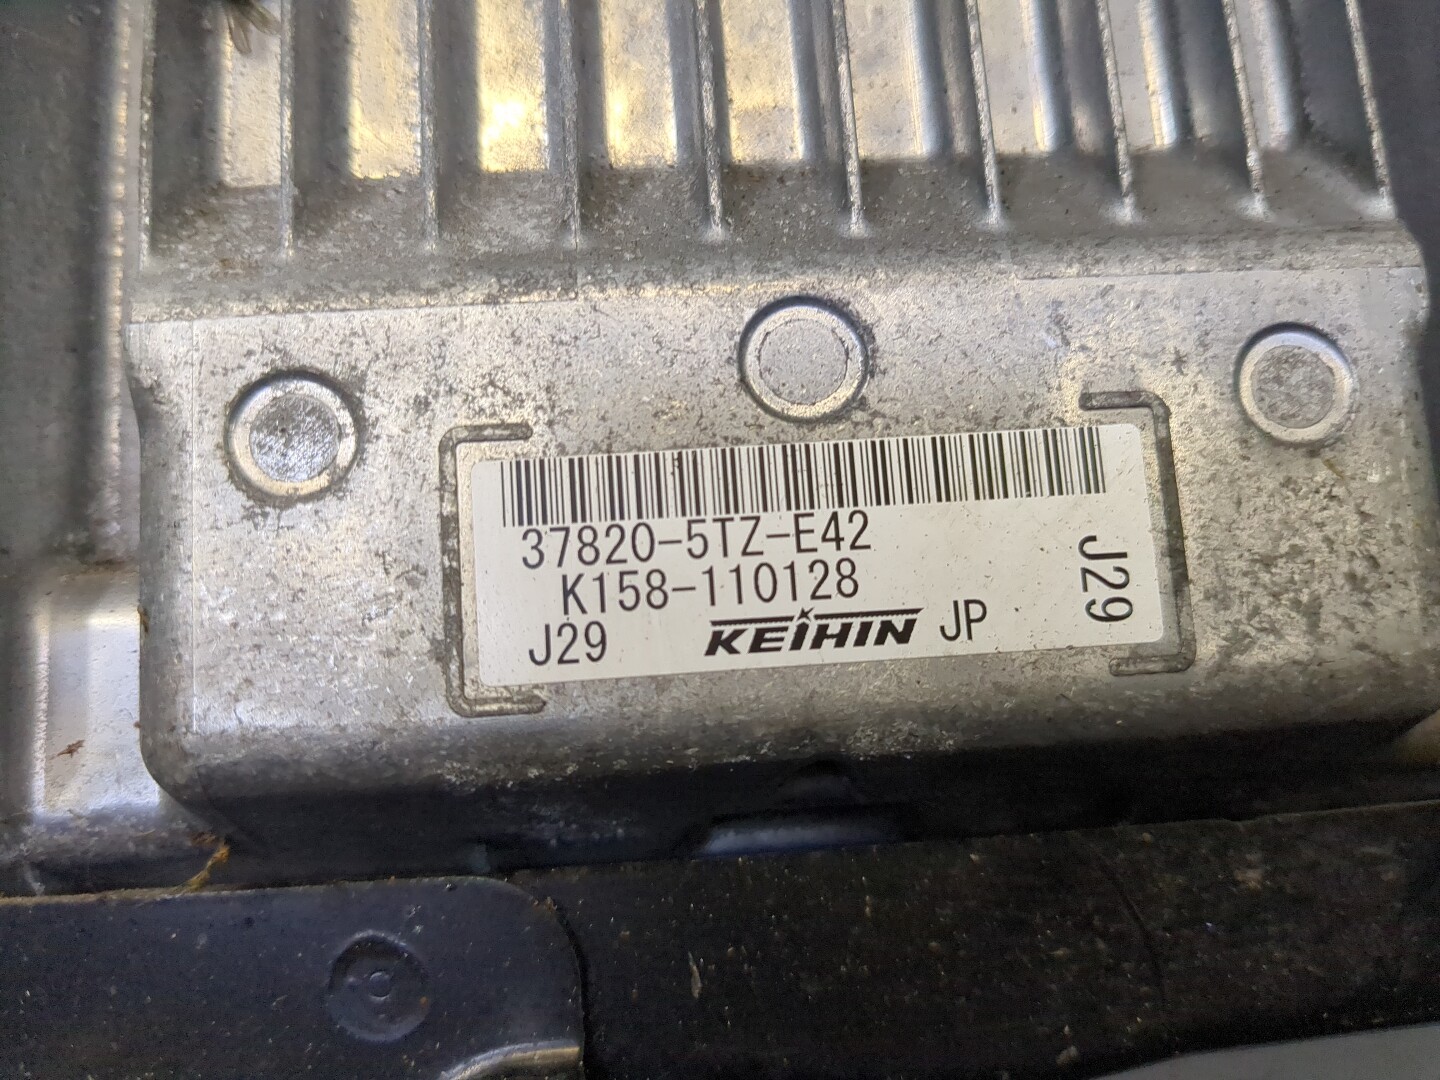 37820-5TZ-E42
K158-110128
J29 KEIHIN JP
J29